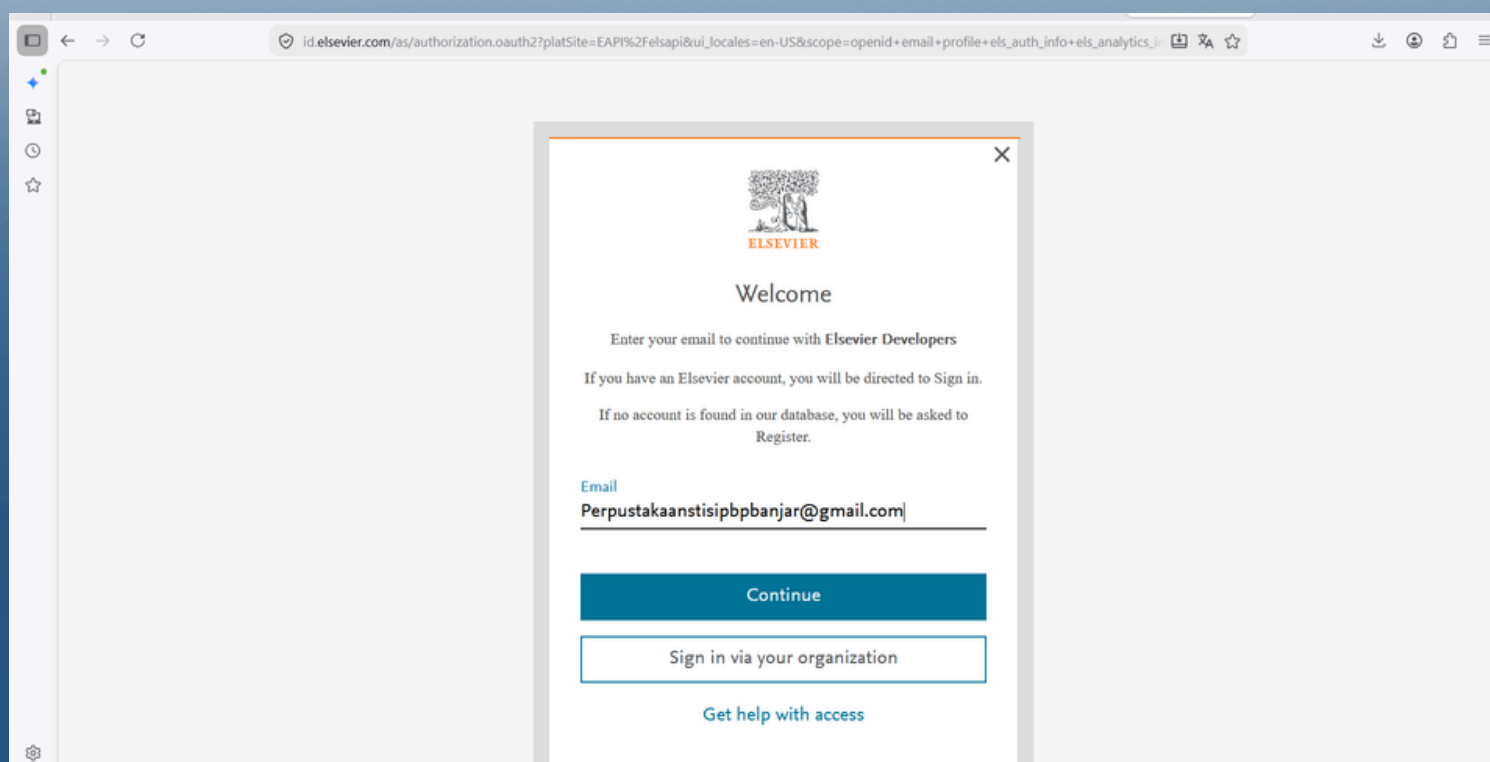 id.elsevier.com/as/authorization.oauth2?platSite=EAPI%2Felsapi&ui_locales=en-US&scope=openid+email+profile+els_auth_info+els_analytics_i
ELSEVIER
Welcome
Enter your email to continue with Elsevier Developers
If you have an Elsevier account, you will be directed to Sign in.
If no account is found in our database, you will be asked to
Register.
Email
Perpustakaanstisipbpbanjar@gmail.com
Continue
Sign in via your organization
Get help with access